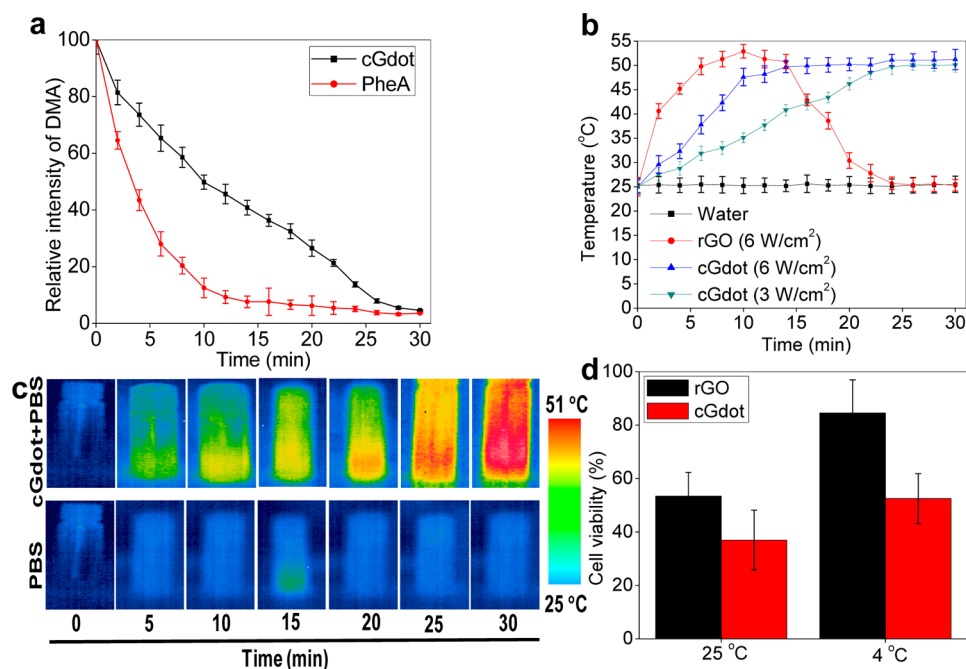 a
100
80
60
40
20
0
Relative intensity of DMA)
cGdot
PheA
0 5 10 15 20 25 30
Time (min)
b
55
50
45
40
35
30
25
20
15
10
5
0
Temperature (°C)
Water
rGO (6 W/cm²)
cGdot (6 W/cm²)
cGdot (3 W/cm²)
0 5 10 15 20 25 30
Time (min)
c
cGdot+PBS
PBS
51 °C
25 °C
0 5 10 15 20 25 30
Time (min)
d
100
80
60
40
20
0
Cell viability (%)
rGO
cGdot
25 °C 4 °C